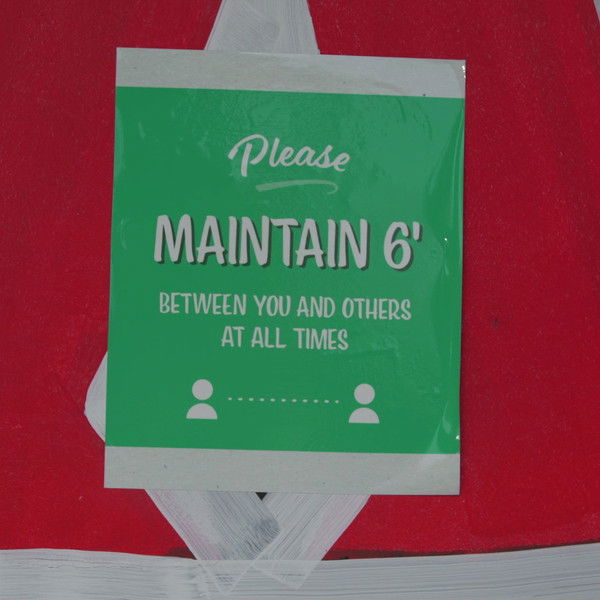 Please
MAINTAIN 6'
BETWEEN YOU AND OTHERS
AT ALL TIMES